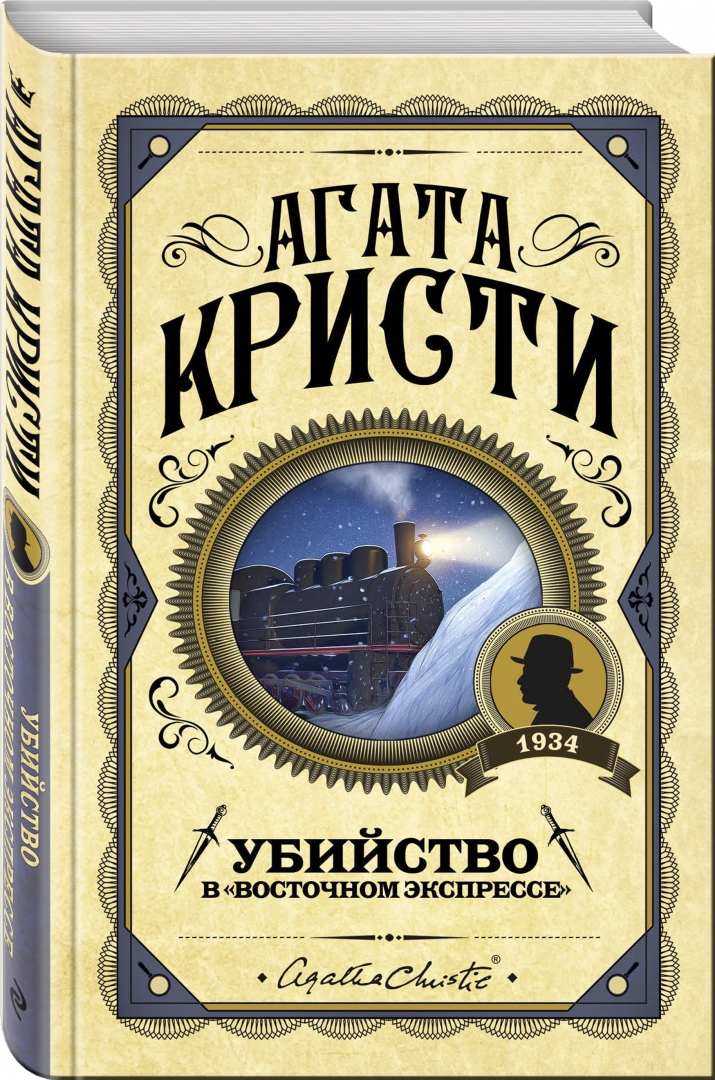 АГАТА
КРИСТИ
1934
УБИЙСТВО
В «ВОСТОЧНОМ ЭКСПРЕССЕ»
Agatha Christie®
АГАТА КРИСТИ
УБИЙСТВО
В «ВОСТОЧНОМ ЭКСПРЕССЕ»